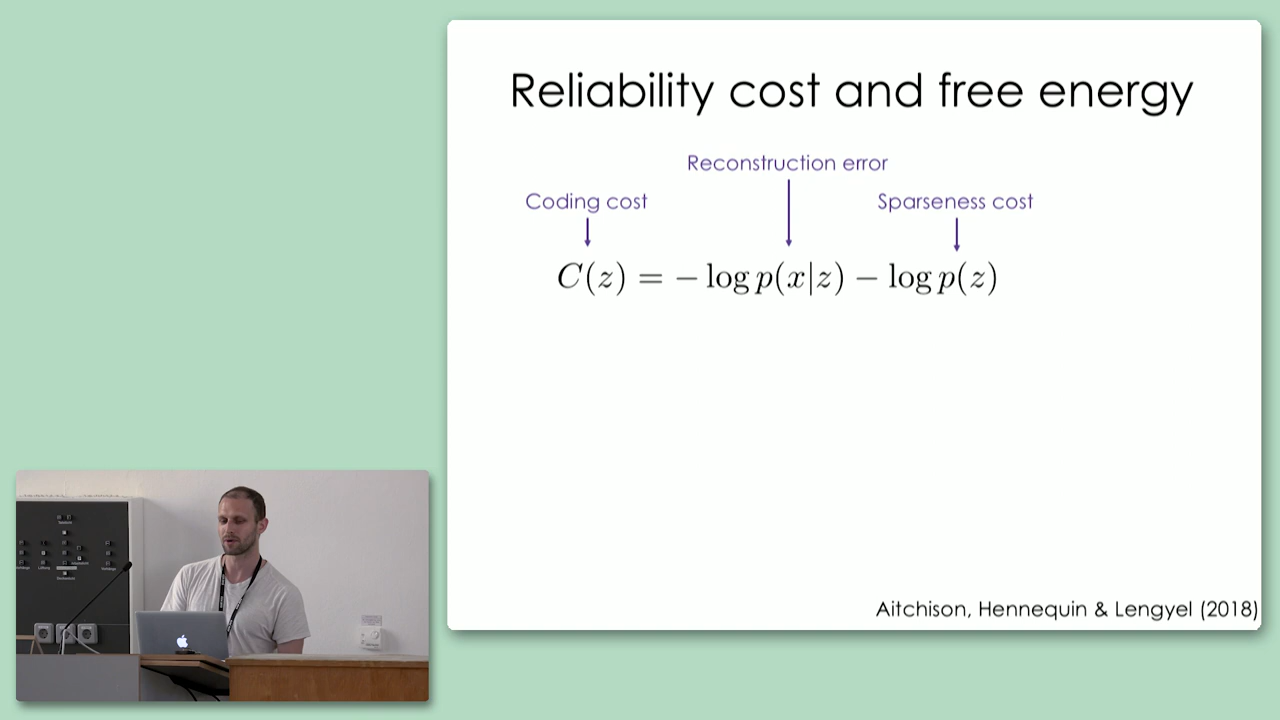 Reliability cost and free energy
Reconstruction error
Coding cost
Sparseness cost
C(z) = − log p(x|z) − log p(z)
Aitchison, Hennequin & Lengyel (2018)